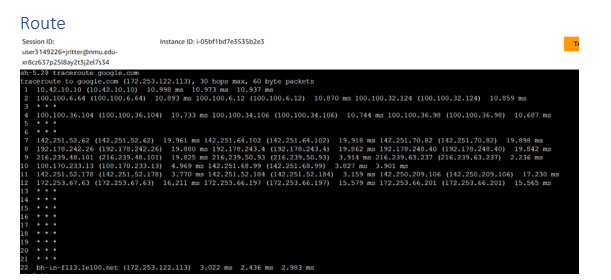 Route
Session ID: Instance ID: i-05bf1bd7e3535b2e3
user3149226=jritter@nmu.edu-
xr8cz637p25l8ay2t3j2el7s34
sh-5.2$ traceroute google.com
traceroute to google.com (172.253.122.113), 30 hops max, 60 byte packets
1 10.42.10.10 (10.42.10.10) 10.998 ms 10.973 ms 10.937 ms
2 100.100.6.64 (100.100.6.64) 10.893 ms 100.100.6.12 (100.100.6.12) 10.870 ms 100.100.32.124 (100.100.32.124) 10.859 ms
3 * * *
4 100.100.36.104 (100.100.36.104) 10.733 ms 100.100.34.106 (100.100.34.106) 10.744 ms 100.100.36.98 (100.100.36.98) 10.687 ms
5 * * *
6 * * *
7 142.251.52.62 (142.251.52.62) 19.961 ms 142.251.64.102 (142.251.64.102) 19.918 ms 142.251.70.82 (142.251.70.82) 19.898 ms
8 192.178.242.26 (192.178.242.26) 19.880 ms 192.178.243.4 (192.178.243.4) 19.862 ms 192.178.248.40 (192.178.248.40) 19.842 ms
9 216.239.48.101 (216.239.48.101) 19.825 ms 216.239.50.93 (216.239.50.93) 3.914 ms 216.239.63.237 (216.239.63.237) 2.236 ms
10 108.170.233.13 (108.170.233.13) 4.969 ms 142.251.68.99 (142.251.68.99) 3.827 ms 3.901 ms
11 142.251.52.178 (142.251.52.178) 3.770 ms 142.251.52.184 (142.251.52.184) 3.159 ms 142.250.209.106 (142.250.209.106) 17.230 ms
12 172.253.67.63 (172.253.67.63) 16.211 ms 172.253.66.197 (172.253.66.197) 15.579 ms 172.253.66.201 (172.253.66.201) 15.565 ms
13 * * *
14 * * *
15 * * *
16 * * *
17 * * *
18 * * *
19 * * *
20 * * *
21 * * *
22 bh-in-f113.1e100.net (172.253.122.113) 3.022 ms 2.436 ms 2.983 ms